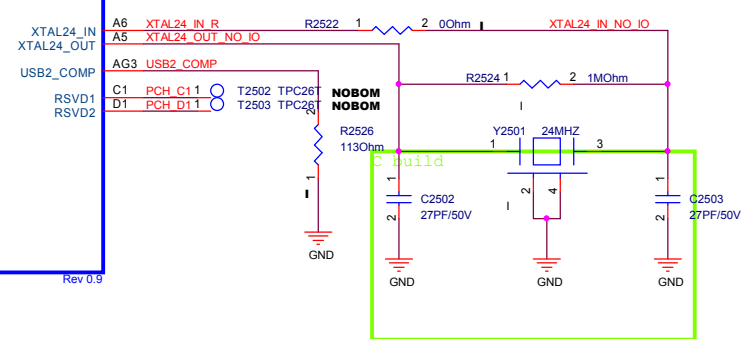 XTAL24_IN A6 XTAL24_IN_R R2522 1 2 0Ohm I XTAL24_IN_NO_IO
XTAL24_OUT A5 XTAL24_OUT_NO_IO
USB2_COMP AG3 USB2_COMP
R2524 1 2 1MOhm
I
RSVD1 C1 PCH_C1 1 T2502 TPC26T NOBOM
RSVD2 D1 PCH_D1 1 T2503 TPC26T NOBOM
2
R2526
113Ohm
1
I
Y2501 24MHZ
1 3
C build
2 4
I
1
C2502
27PF/50V
2
1
C2503
27PF/50V
2
GND
GND
GND
GND
Rev 0.9